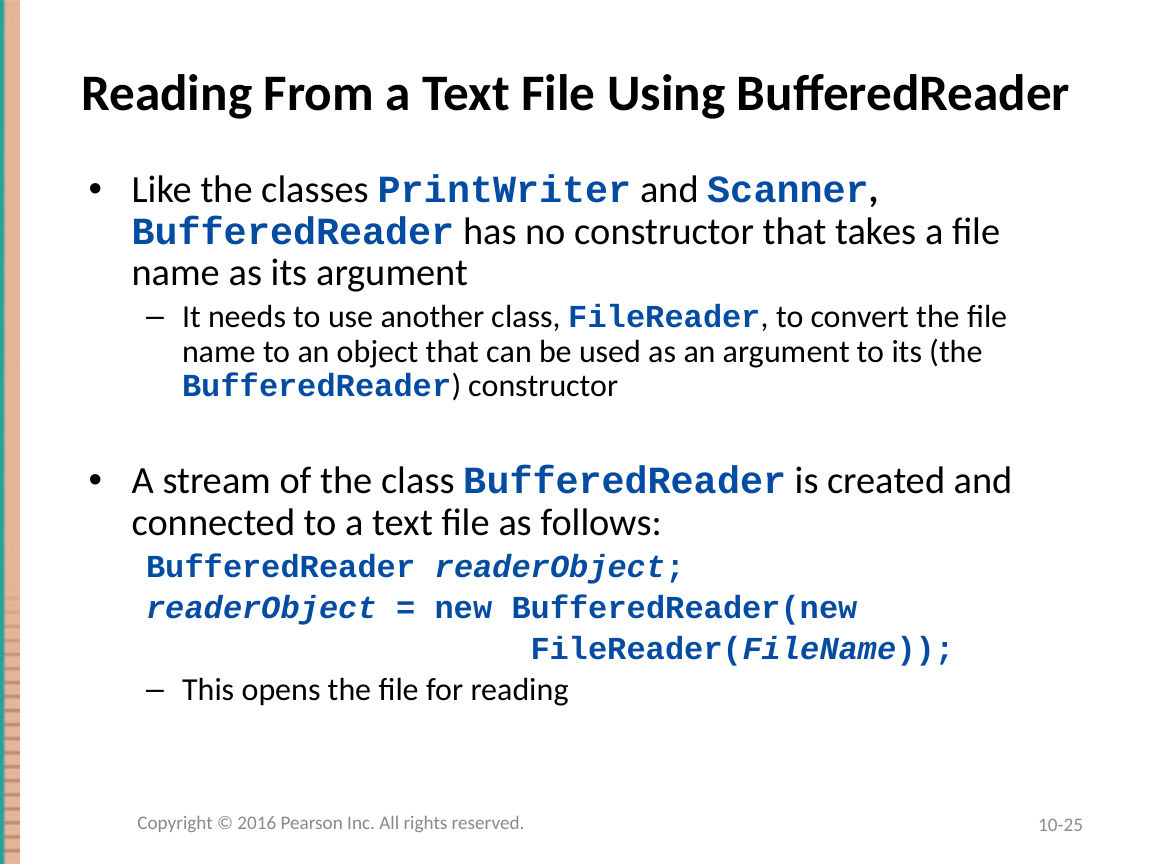 Reading From a Text File Using BufferedReader
• Like the classes PrintWriter and Scanner,
BufferedReader has no constructor that takes a file
name as its argument
– It needs to use another class, FileReader, to convert the file
name to an object that can be used as an argument to its (the
BufferedReader) constructor
• A stream of the class BufferedReader is created and
connected to a text file as follows:
BufferedReader readerObject;
readerObject = new BufferedReader(new
FileReader(FileName));
– This opens the file for reading
Copyright © 2016 Pearson Inc. All rights reserved.
10-25